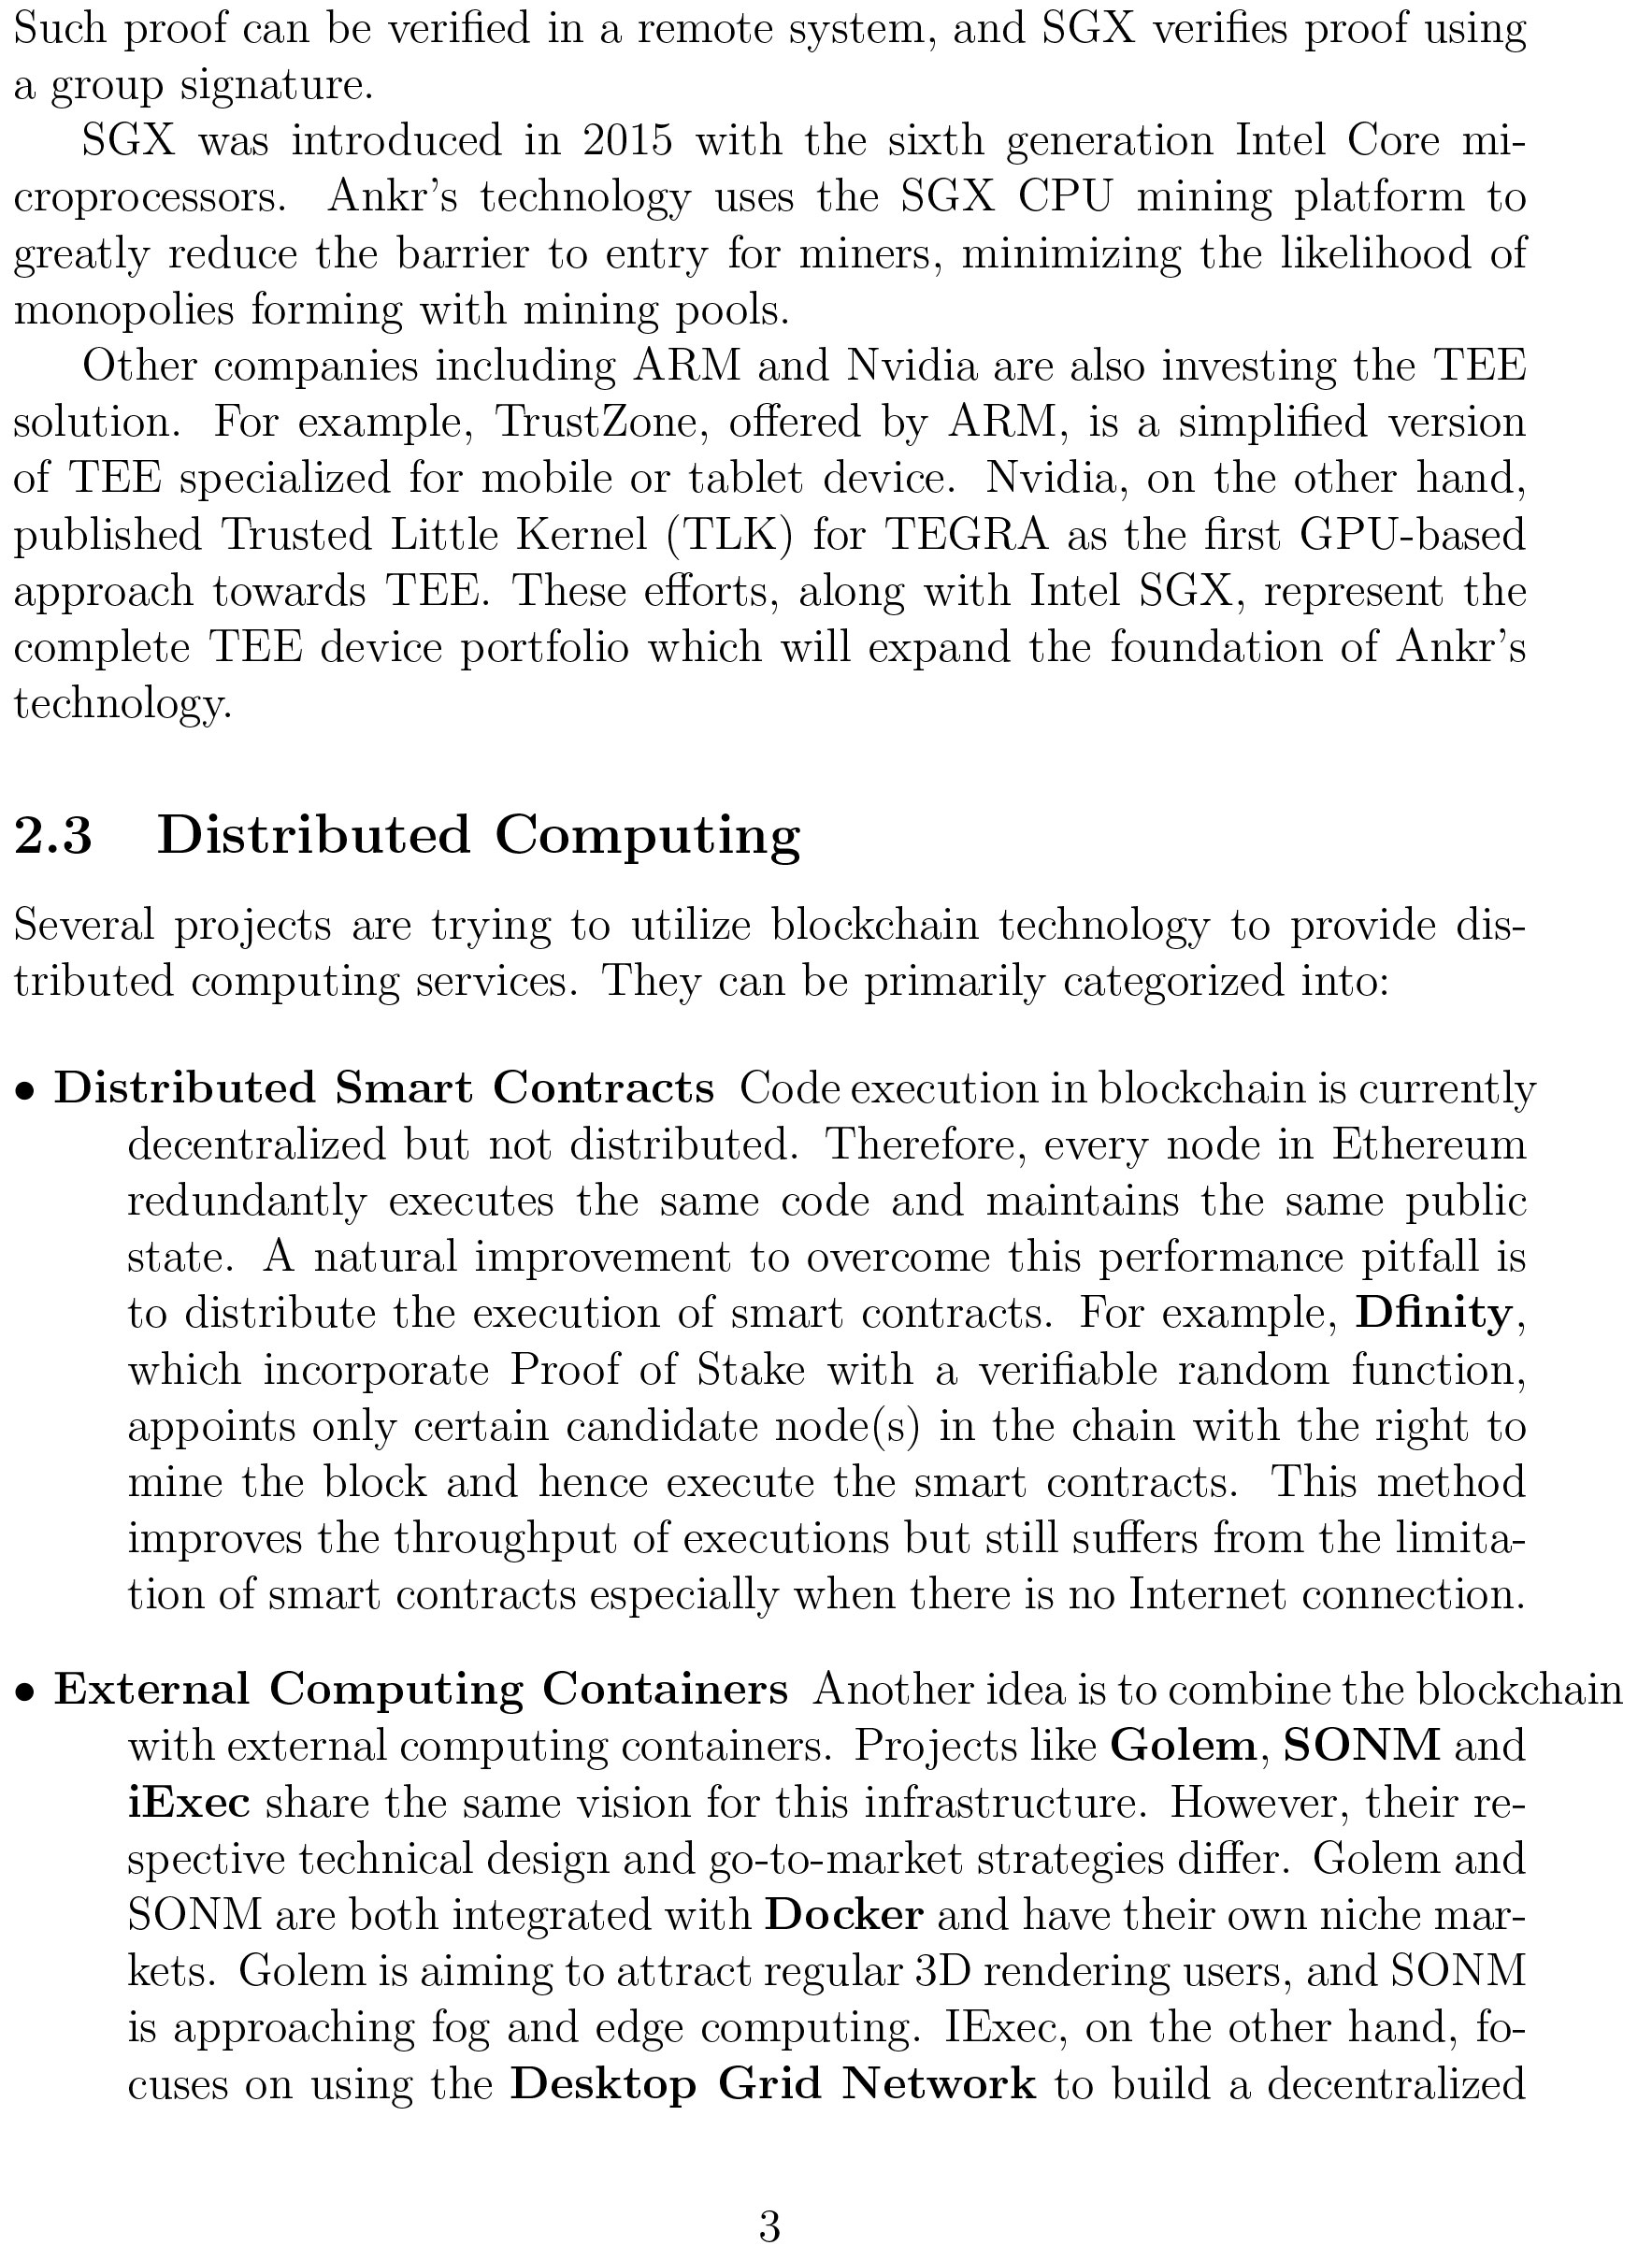 Such proof can be verified in a remote system, and SGX verifies proof using
a group signature.
SGX was introduced in 2015 with the sixth generation Intel Core mi-
croprocessors. Ankr's technology uses the SGX CPU mining platform to
greatly reduce the barrier to entry for miners, minimizing the likelihood of
monopolies forming with mining pools.
Other companies including ARM and Nvidia are also investing the TEE
solution. For example, TrustZone, offered by ARM, is a simplified version
of TEE specialized for mobile or tablet device. Nvidia, on the other hand,
published Trusted Little Kernel (TLK) for TEGRA as the first GPU-based
approach towards TEE. These efforts, along with Intel SGX, represent the
complete TEE device portfolio which will expand the foundation of Ankr's
technology.
2.3 Distributed Computing
Several projects are trying to utilize blockchain technology to provide dis-
tributed computing services. They can be primarily categorized into:
• Distributed Smart Contracts Code execution in blockchain is currently
decentralized but not distributed. Therefore, every node in Ethereum
redundantly executes the same code and maintains the same public
state. A natural improvement to overcome this performance pitfall is
to distribute the execution of smart contracts. For example, Dfinity,
which incorporate Proof of Stake with a verifiable random function,
appoints only certain candidate node(s) in the chain with the right to
mine the block and hence execute the smart contracts. This method
improves the throughput of executions but still suffers from the limita-
tion of smart contracts especially when there is no Internet connection.
• External Computing Containers Another idea is to combine the blockchain
with external computing containers. Projects like Golem, SONM and
iExec share the same vision for this infrastructure. However, their re-
spective technical design and go-to-market strategies differ. Golem and
SONM are both integrated with Docker and have their own niche mar-
kets. Golem is aiming to attract regular 3D rendering users, and SONM
is approaching fog and edge computing. IExec, on the other hand, fo-
cuses on using the Desktop Grid Network to build a decentralized
3